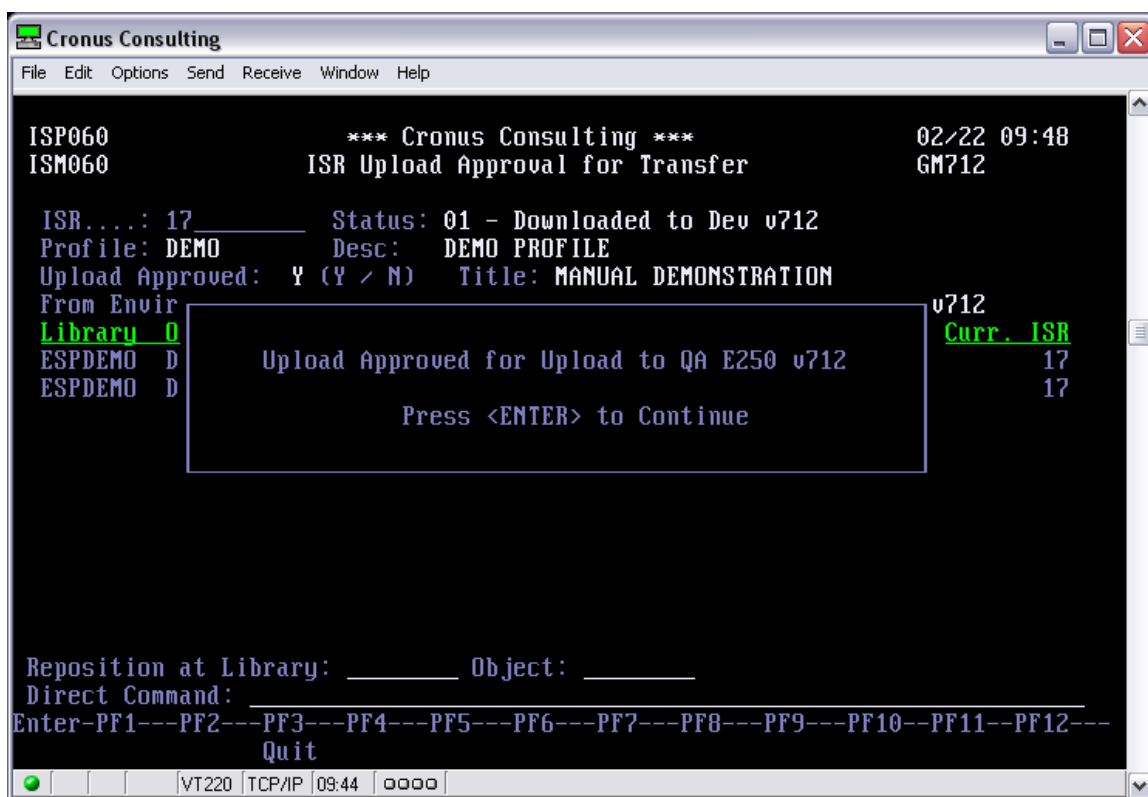 Cronus Consulting
File Edit Options Send Receive Window Help
ISP060 *** Cronus Consulting *** 02/22 09:48
ISM060 ISR Upload Approval for Transfer GM712
ISR....: 17_________ Status: 01 - Downloaded to Dev v712
Profile: DEMO Desc: DEMO PROFILE
Upload Approved: Y (Y / N) Title: MANUAL DEMONSTRATION
From Envir v712
Library O Curr. ISR
ESPDEMO D Upload Approved for Upload to QA E250 v712 17
ESPDEMO D 17
Press <ENTER> to Continue
Reposition at Library: ________ Object: ________
Direct Command: ____________________________________________________________
Enter-PF1---PF2---PF3---PF4---PF5---PF6---PF7---PF8---PF9---PF10--PF11--PF12---
Quit
VT220 TCP/IP 09:44